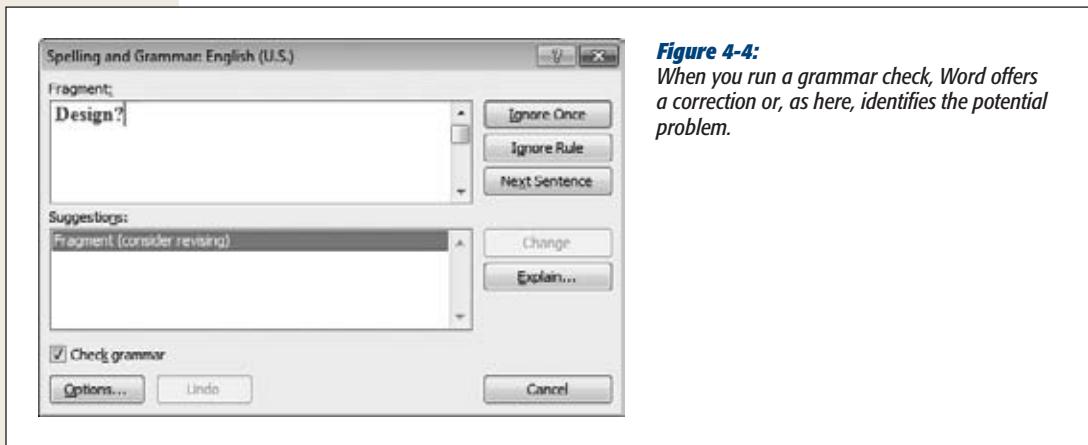 Spelling and Grammar: English (U.S.)
Fragment:
Design?
Ignore Once
Ignore Rule
Next Sentence
Suggestions:
Fragment (consider revising)
Change
Explain...
Check grammar
Options...
Undo
Cancel
Figure 4-4:
When you run a grammar check, Word offers
a correction or, as here, identifies the potential
problem.